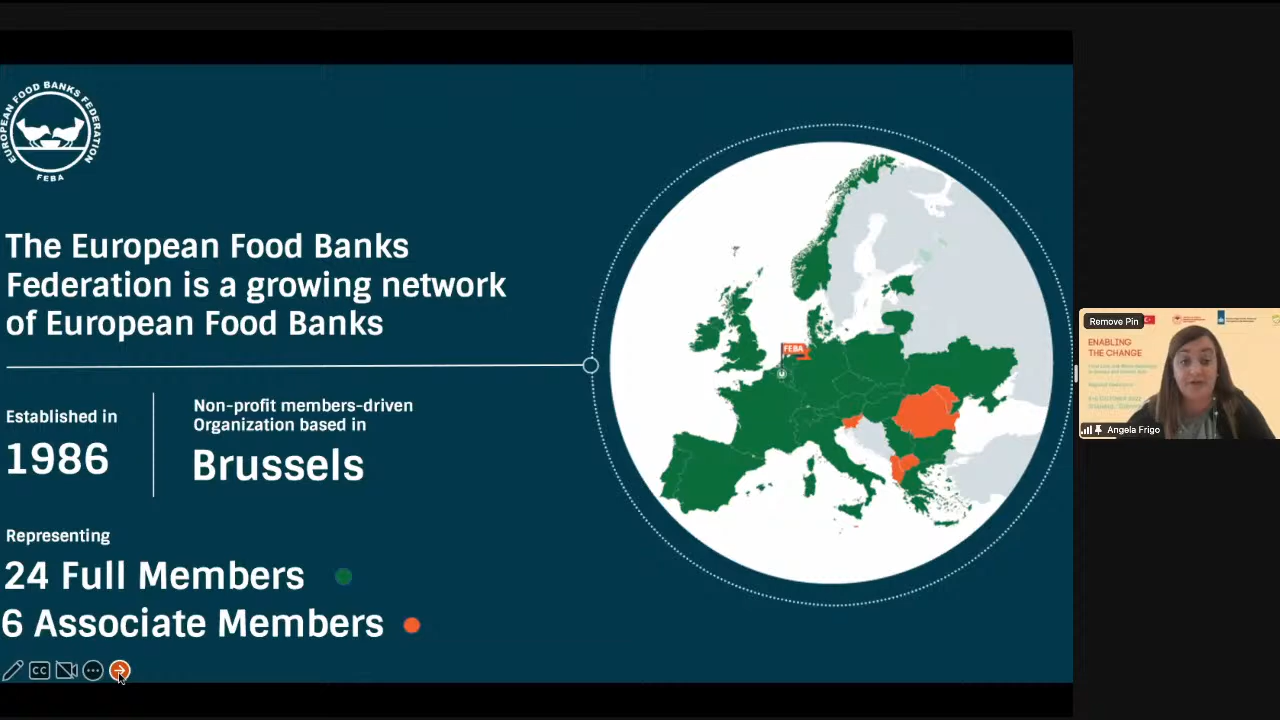 EUROPEAN FOOD BANKS FEDERATION
FEBA
The European Food Banks
Federation is a growing network
of European Food Banks
Established in
1986
Non-profit members-driven
Organization based in
Brussels
Representing
24 Full Members
6 Associate Members
FEBA
CC
Remove Pin
ENABLING
THE CHANGE
Angela Frigo